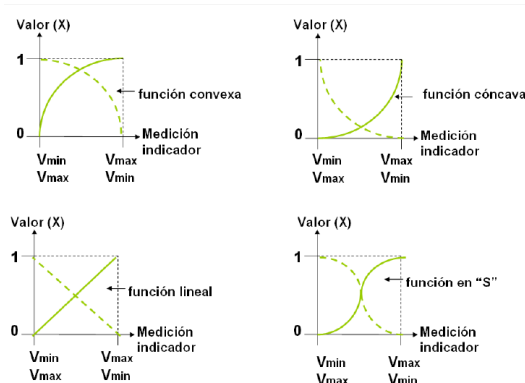 Valor (X)
1
función convexa
0
Medición
indicador
Vmin
Vmax
Vmax
Vmin
Valor (X)
1
función cóncava
0
Medición
indicador
Vmin
Vmax
Vmax
Vmin
Valor (X)
1
función lineal
0
Medición
indicador
Vmin
Vmax
Vmax
Vmin
Valor (X)
1
función en “S”
0
Medición
indicador
Vmin
Vmax
Vmax
Vmin